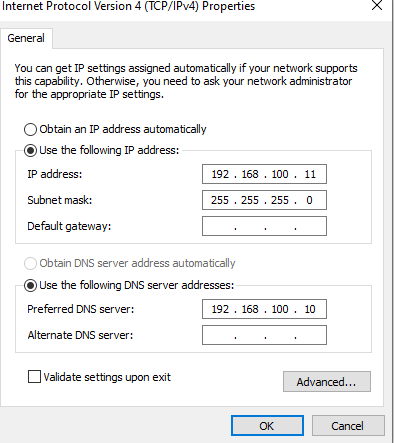 Internet Protocol Version 4 (TCP/IPv4) Properties
General
You can get IP settings assigned automatically if your network supports
this capability. Otherwise, you need to ask your network administrator
for the appropriate IP settings.
Obtain an IP address automatically
Use the following IP address:
IP address: 192 . 168 . 100 . 11
Subnet mask: 255 . 255 . 255 . 0
Default gateway: . . .
Obtain DNS server address automatically
Use the following DNS server addresses:
Preferred DNS server: 192 . 168 . 100 . 10
Alternate DNS server: . . .
Validate settings upon exit
Advanced...
OK Cancel